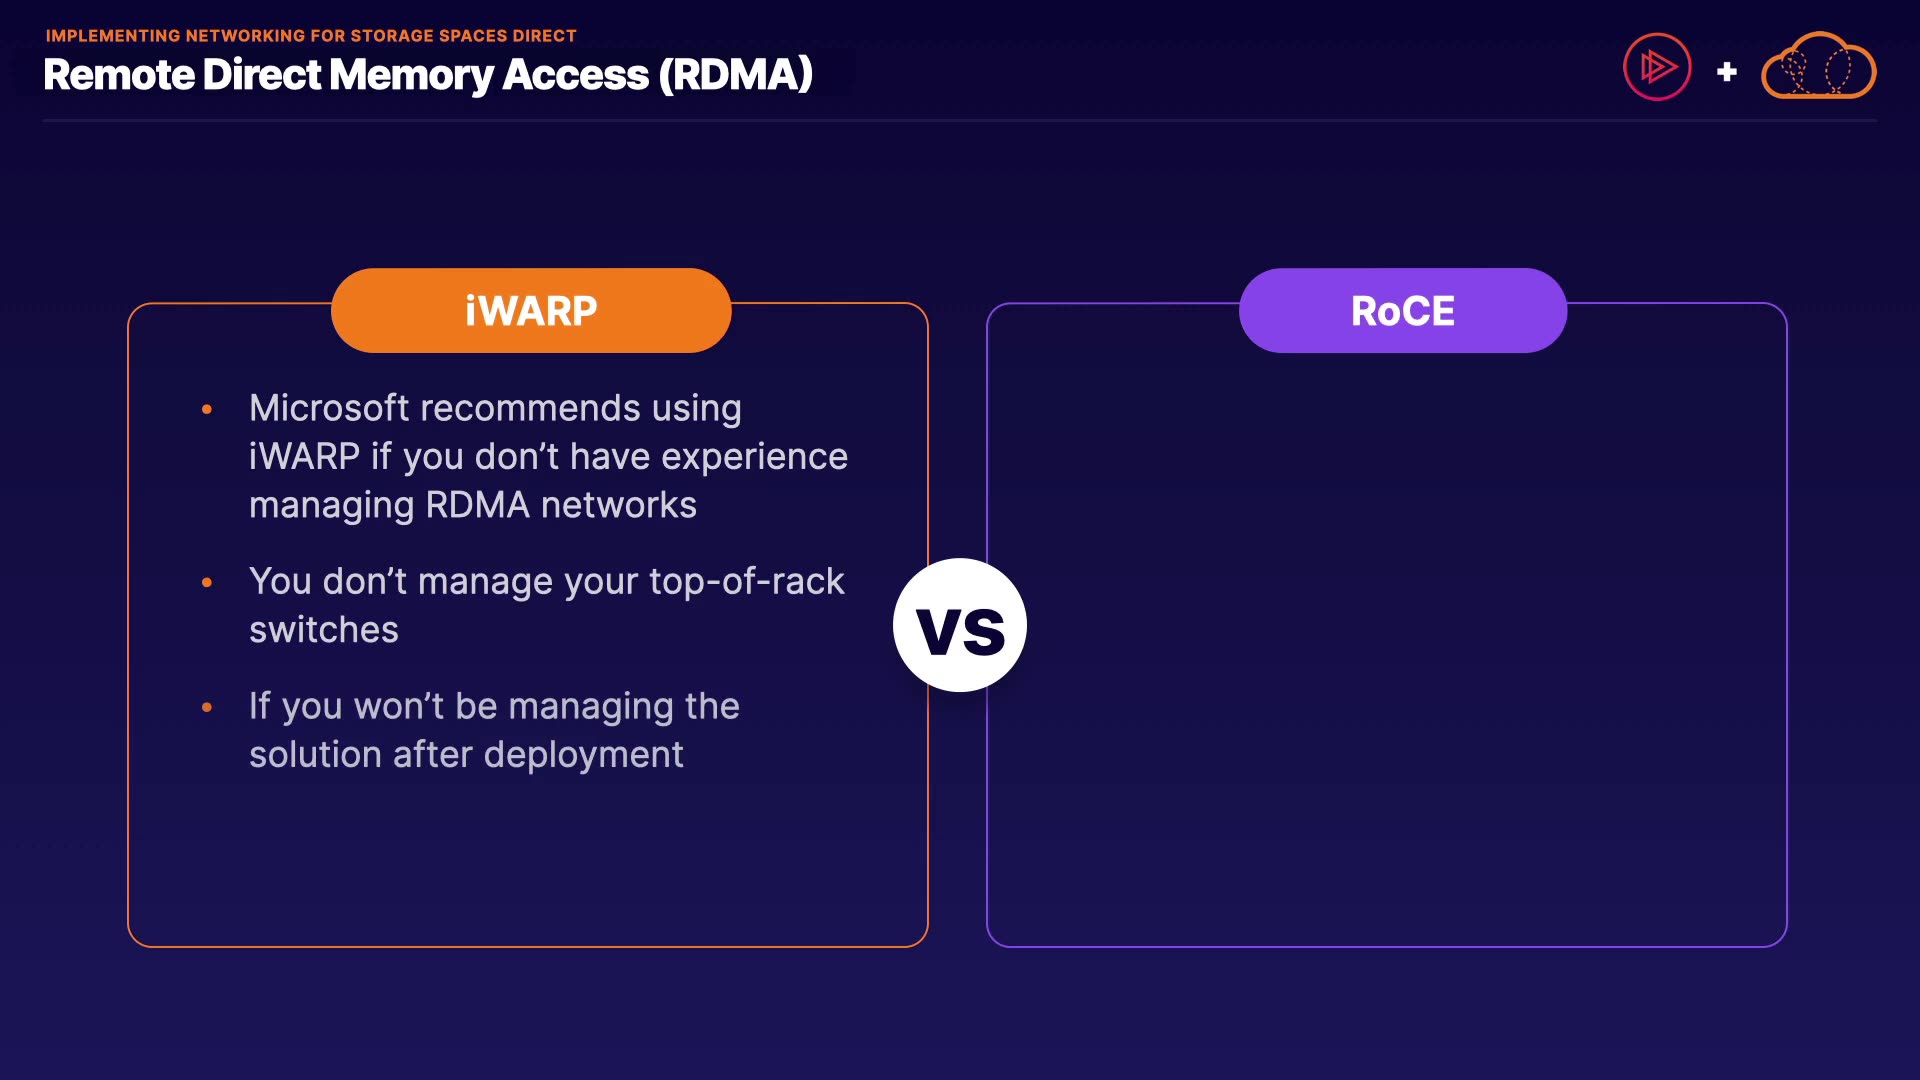 IMPLEMENTING NETWORKING FOR STORAGE SPACES DIRECT
Remote Direct Memory Access (RDMA)
+
iWARP
• Microsoft recommends using
iWARP if you don’t have experience
managing RDMA networks
• You don’t manage your top-of-rack
switches
• If you won’t be managing the
solution after deployment
VS
RoCE